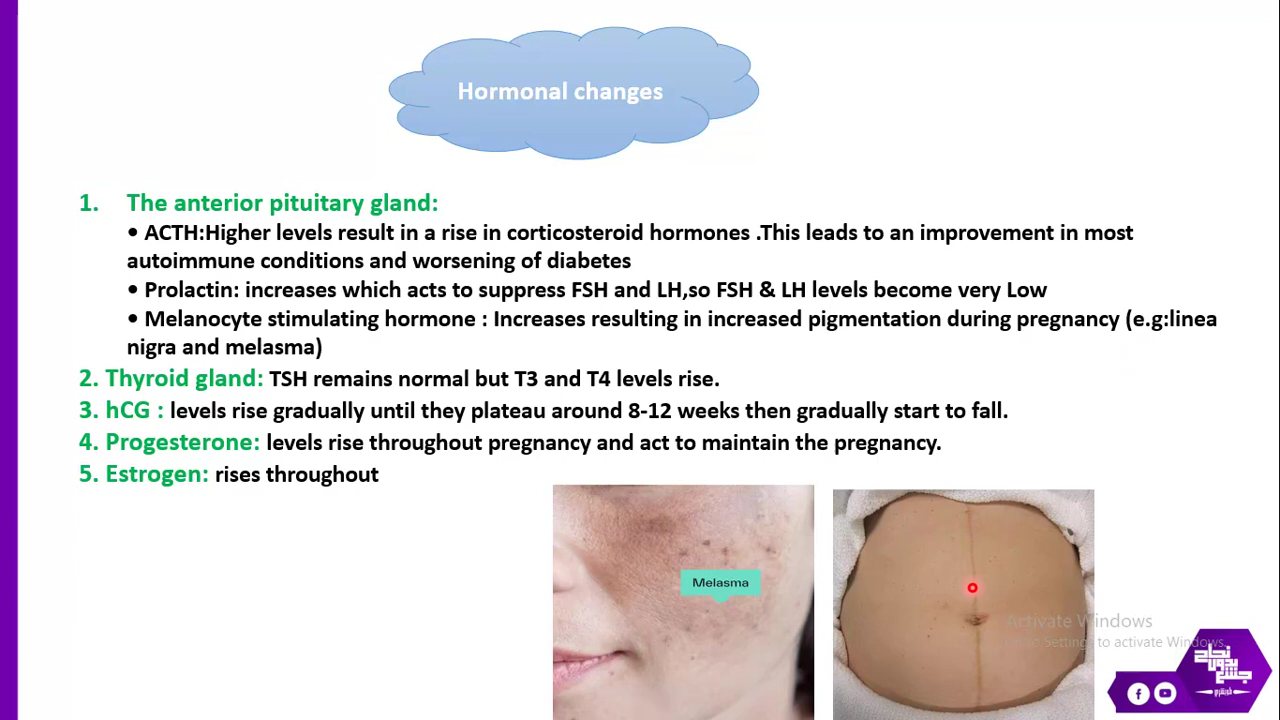 Hormonal changes
1. The anterior pituitary gland:
• ACTH:Higher levels result in a rise in corticosteroid hormones .This leads to an improvement in most
autoimmune conditions and worsening of diabetes
• Prolactin: increases which acts to suppress FSH and LH,so FSH & LH levels become very Low
• Melanocyte stimulating hormone : Increases resulting in increased pigmentation during pregnancy (e.g:linea
nigra and melasma)
2. Thyroid gland: TSH remains normal but T3 and T4 levels rise.
3. hCG : levels rise gradually until they plateau around 8-12 weeks then gradually start to fall.
4. Progesterone: levels rise throughout pregnancy and act to maintain the pregnancy.
5. Estrogen: rises throughout
Melasma
Activate Windows
to Settings to activate Windows.
نجاح
بدون